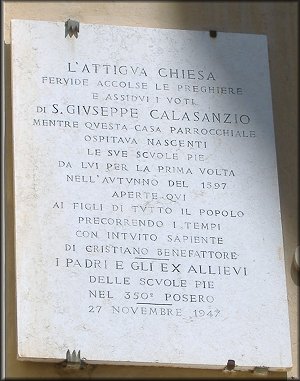 L'ATTIGVA CHIESA
FERVIDE ACCOLSE LE PREGHIERE
E ASSIDVI I VOTI
DI S. GIVSEPPE CALASANZIO
MENTRE QVESTA CASA PARROCCHIALE
OSPITAVA NASCENTI
LE SVE SCVOLE PIE
DA LVI PER LA PRIMA VOLTA
NELL'AVTVNNO DEL 1597
APERTE QVI
AI FIGLI DI TVTTO IL POPOLO
PRECORRENDO I TEMPI
CON INTVITO SAPIENTE
DI CRISTIANO BENEFATTORE
I PADRI E GLI EX ALLIEVI
DELLE SCVOLE PIE
NEL 350° POSERO
27 NOVEMBRE 1947